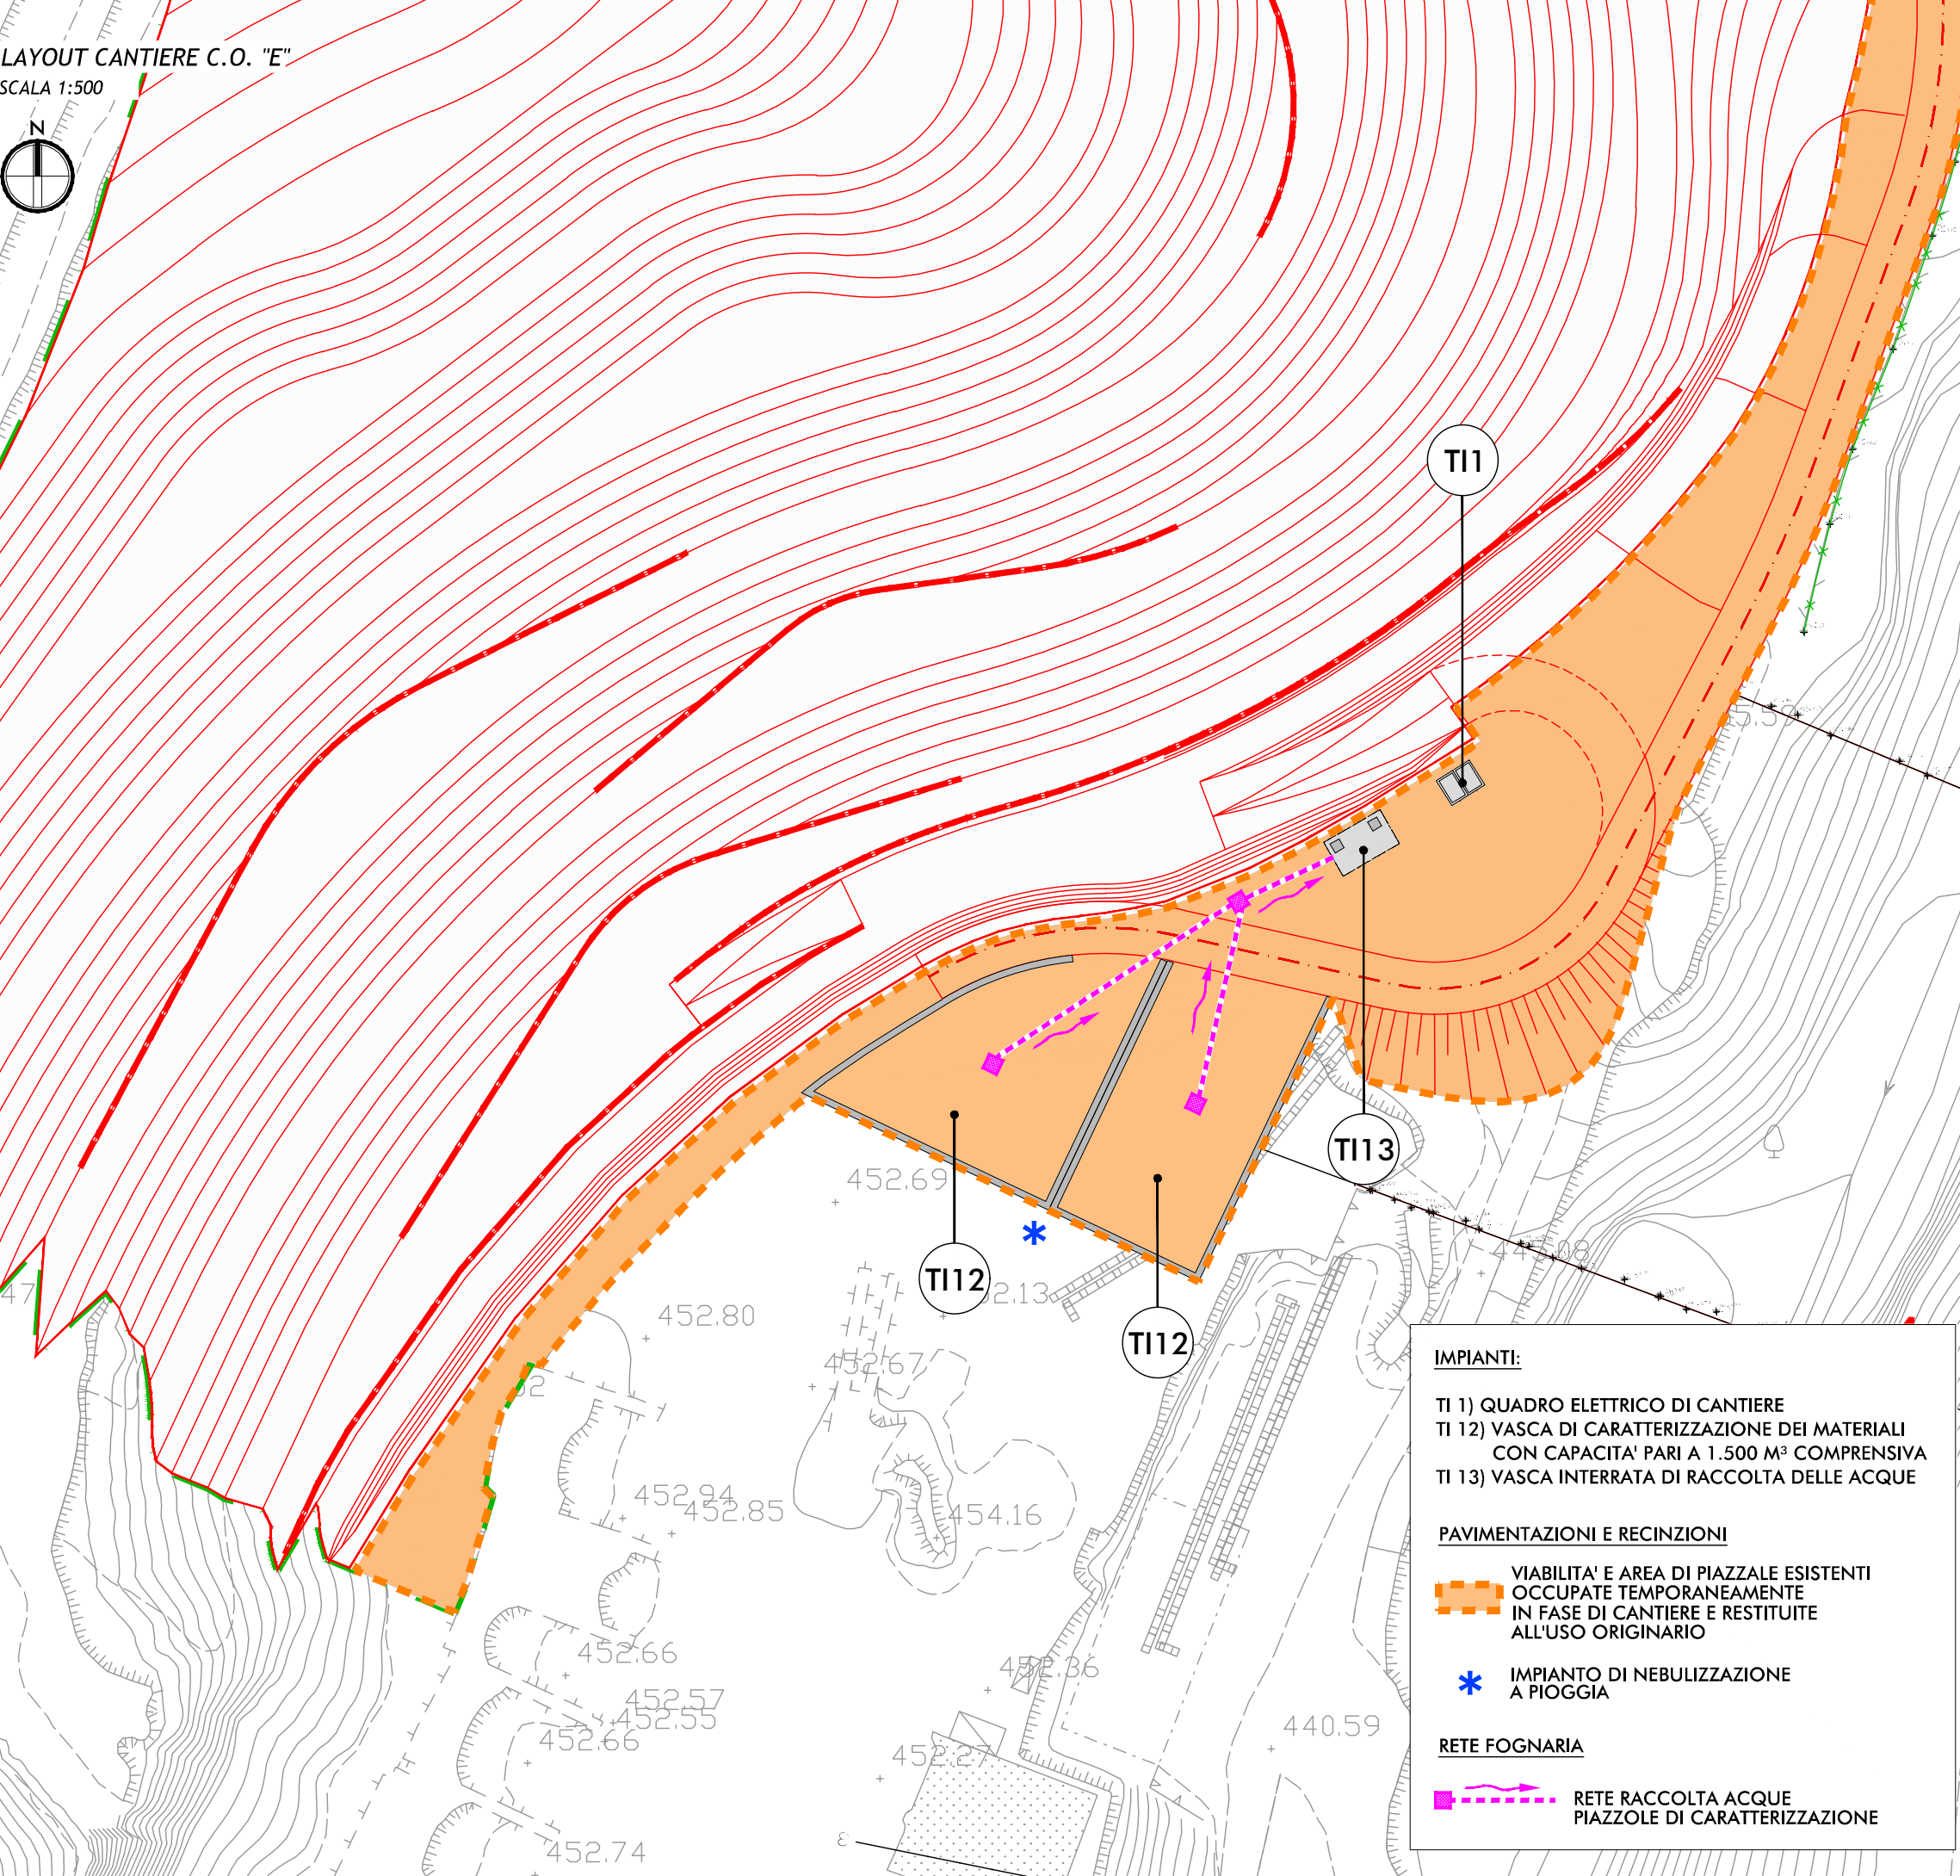 LAYOUT CANTIERE C.O. "E"
SCALA 1:500
N
TI1
TI13
TI12
TI12
452.69
452.80
452.67
452.94
452.85
454.16
452.66
452.57
452.55
452.66
452.36
452.27
452.74
440.59
IMPIANTI:
TI 1) QUADRO ELETTRICO DI CANTIERE
TI 12) VASCA DI CARATTERIZZAZIONE DEI MATERIALI
CON CAPACITA' PARI A 1.500 M³ COMPRENSIVA
TI 13) VASCA INTERRATA DI RACCOLTA DELLE ACQUE
PAVIMENTAZIONI E RECINZIONI
VIABILITA' E AREA DI PIAZZALE ESISTENTI
OCCUPATE TEMPORANEAMENTE
IN FASE DI CANTIERE E RESTITUITE
ALL'USO ORIGINARIO
IMPIANTO DI NEBULIZZAZIONE
A PIOGGIA
RETE FOGNARIA
RETE RACCOLTA ACQUE
PIAZZOLE DI CARATTERIZZAZIONE